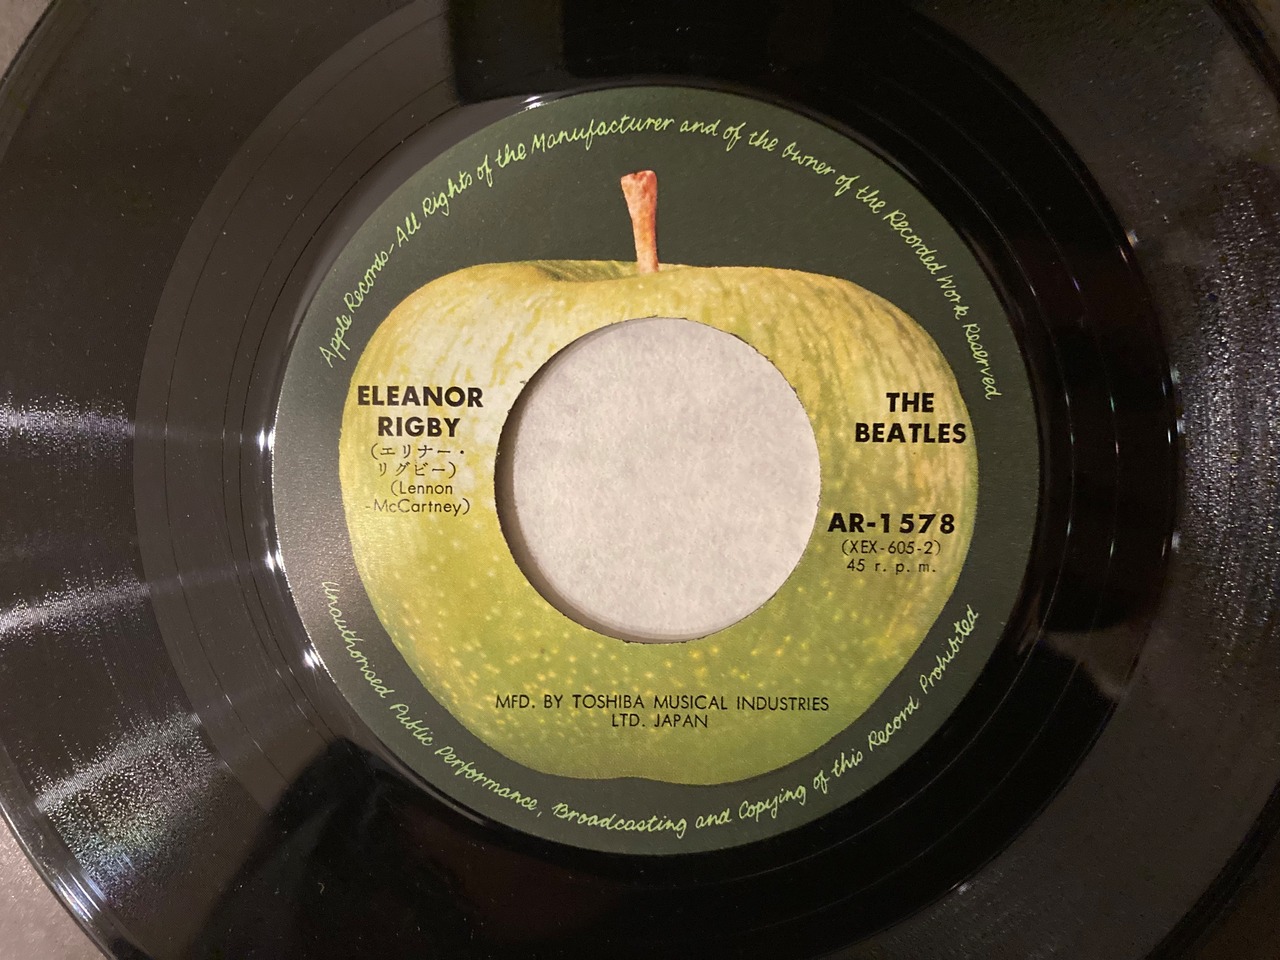 Apple Records-All Rights of the Manufacturer and of the Owner of the Recorded Work Reserved
ELEANOR
RIGBY
(エリナー・
リグビー)
(Lennon
-McCartney)
THE
BEATLES
AR-1578
(XEX-605-2)
45 r. p. m.
MFD. BY TOSHIBA MUSICAL INDUSTRIES
LTD. JAPAN
Unauthorised Public Performance, Broadcasting and Copying of this Record Prohibited